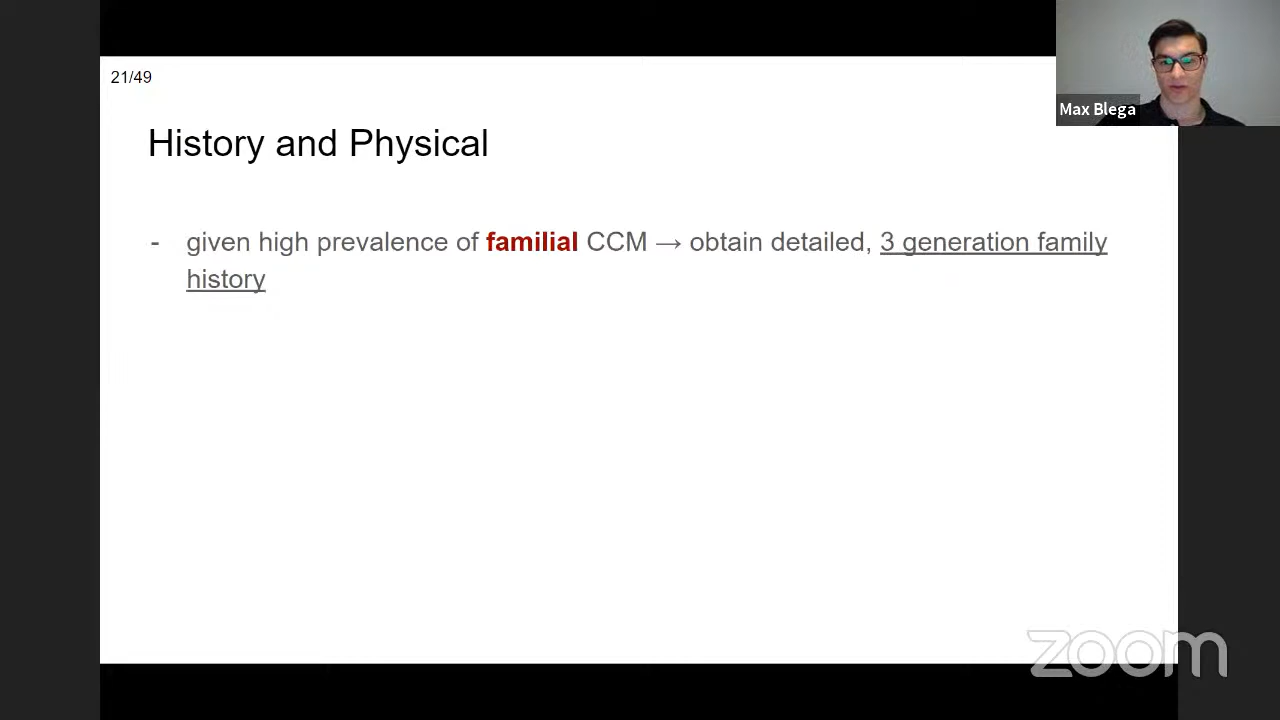 21/49
Max Blega
History and Physical
- given high prevalence of familial CCM → obtain detailed, 3 generation family
history
zoom